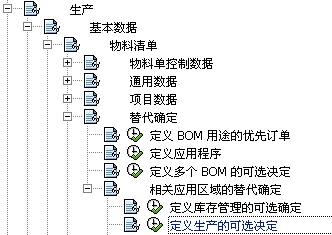 生产
基本数据
物料清单
物料单控制数据
通用数据
项目数据
替代确定
定义 BOM 用途的优先订单
定义应用程序
定义多个 BOM 的可选决定
相关应用区域的替代确定
定义库存管理的可选确定
定义生产的可选决定